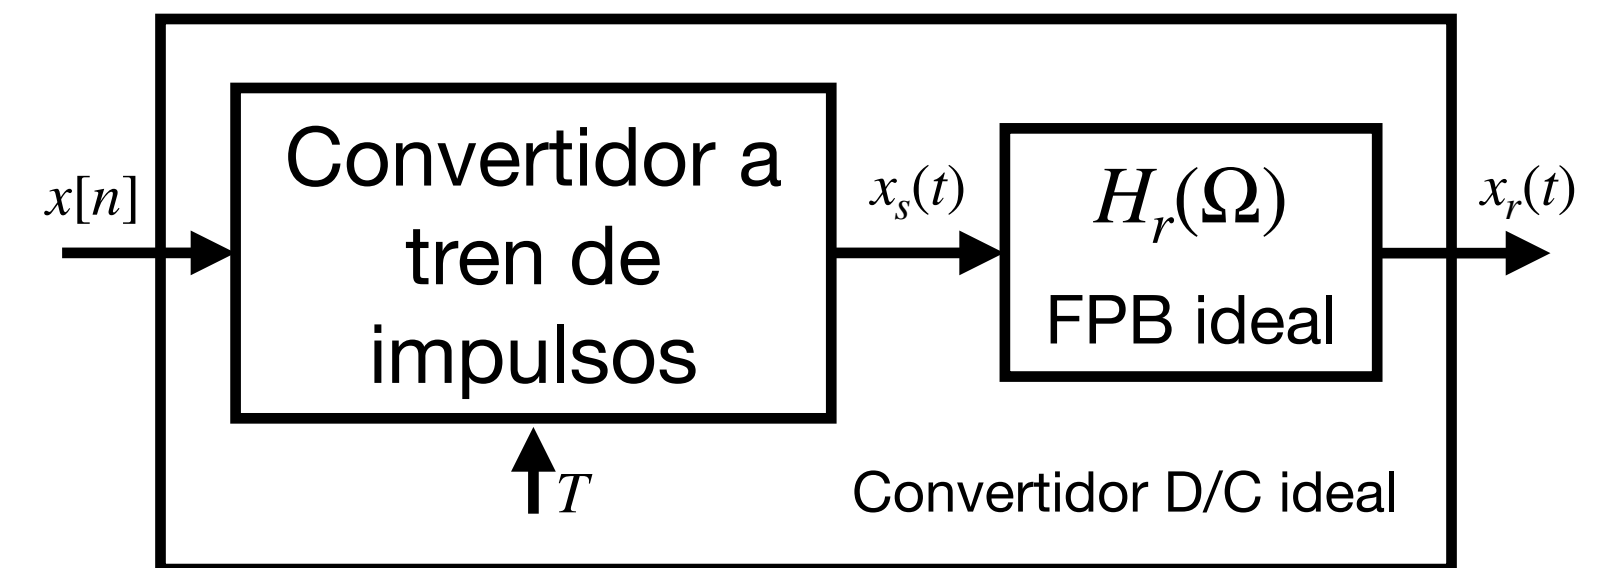 x[n]
Convertidor a
tren de
impulsos
x_s(t)
H_r(Ω)
FPB ideal
x_r(t)
T
Convertidor D/C ideal